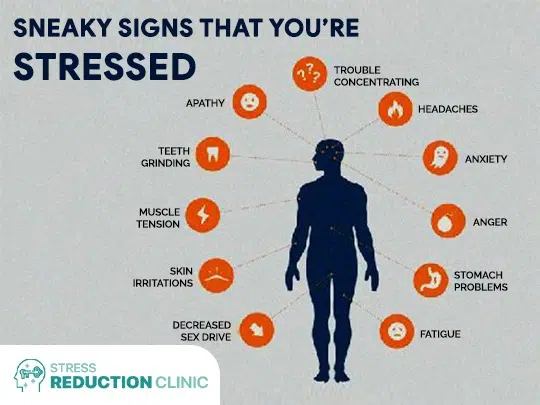 SNEAKY SIGNS THAT YOU'RE
STRESSED
TROUBLE
CONCENTRATING
???
APATHY
HEADACHES
TEETH
GRINDING
ANXIETY
MUSCLE
TENSION
ANGER
SKIN
IRRITATIONS
STOMACH
PROBLEMS
DECREASED
SEX DRIVE
FATIGUE
STRESS
REDUCTION CLINIC